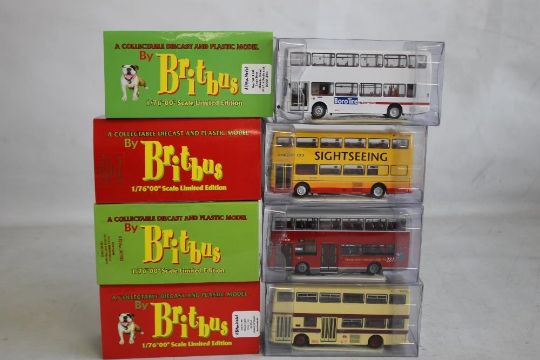 A COLLECTABLE DIECAST AND PLASTIC MODEL
By
Britbus
1/76"00" Scale Limited Edition
A COLLECTABLE DIECAST AND PLASTIC MODEL
By
Britbus
1/76"00" Scale Limited Edition
SIGHTSEEING
A COLLECTABLE DIECAST AND PLASTIC MODEL
By
Britbus
1/76"00" Scale Limited Edition
A COLLECTABLE DIECAST AND PLASTIC MODEL
By
Britbus
1/76"00" Scale Limited Edition